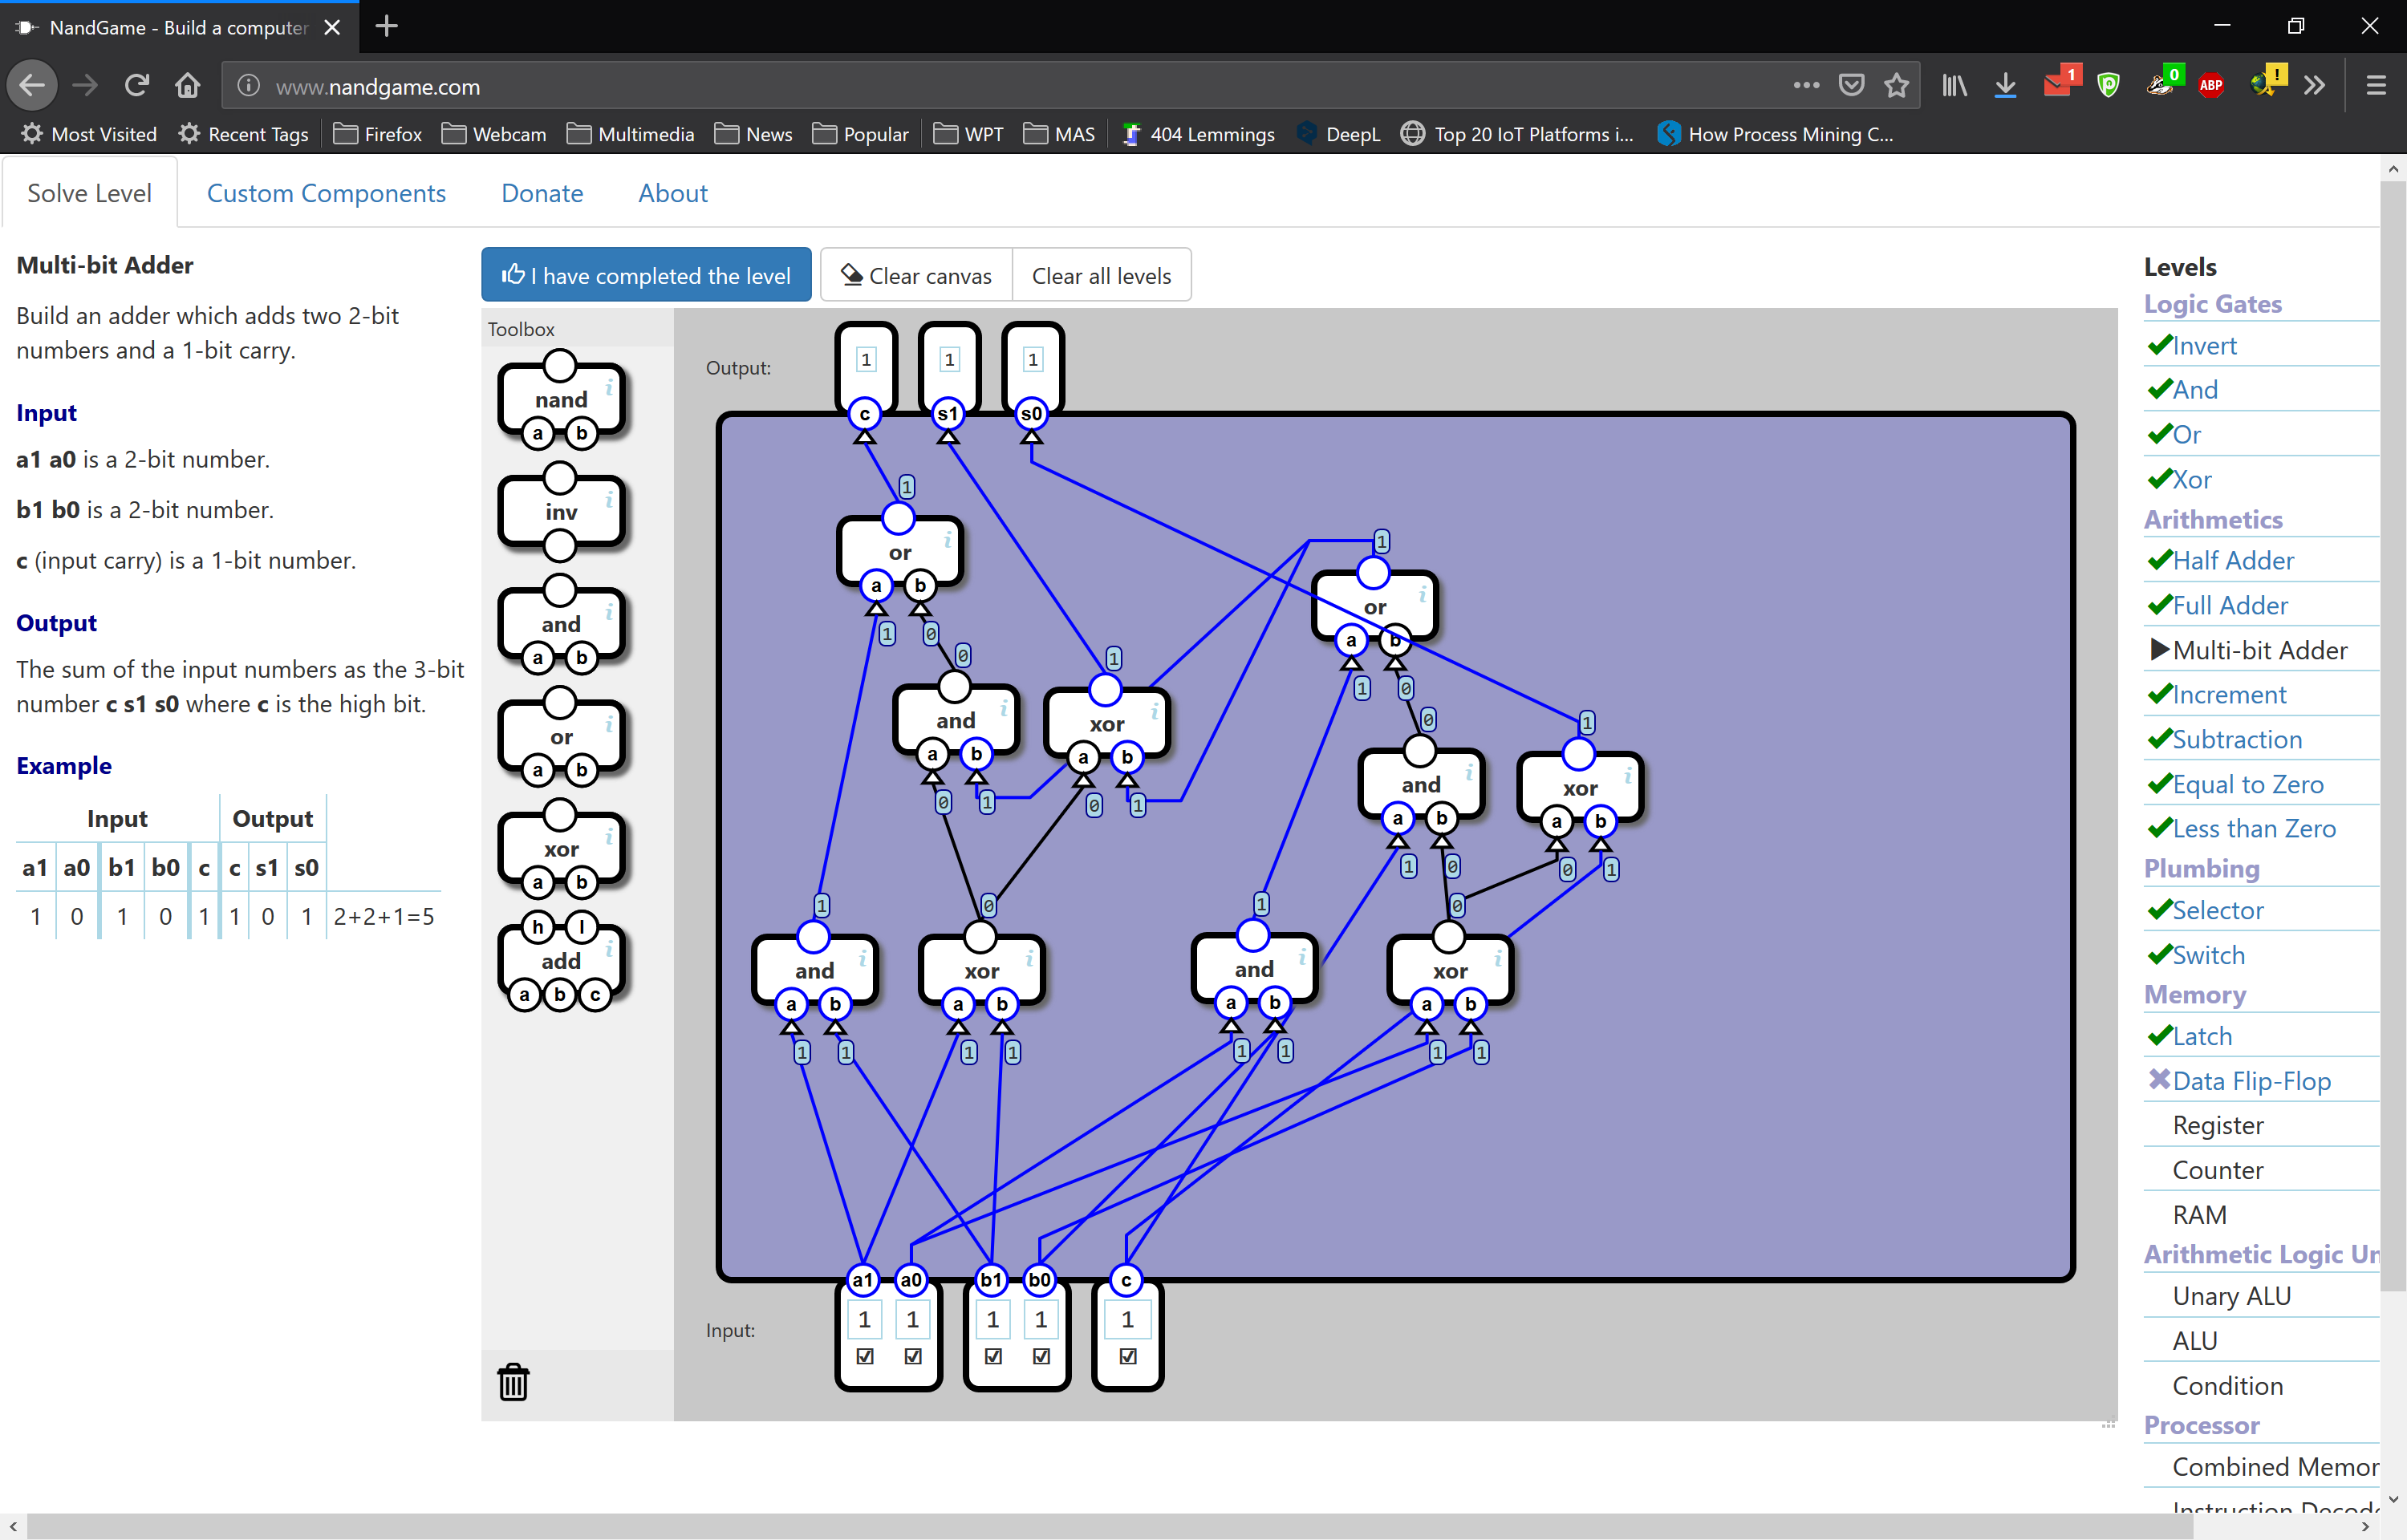 NandGame - Build a computer
www.nandgame.com
1
0
ABP
!
Most Visited Recent Tags Firefox Webcam Multimedia News Popular WPT MAS 404 Lemmings DeepL Top 20 IoT Platforms i... How Process Mining C...
Solve Level Custom Components Donate About
Multi-bit Adder
Build an adder which adds two 2-bit
numbers and a 1-bit carry.
Input
a1 a0 is a 2-bit number.
b1 b0 is a 2-bit number.
c (input carry) is a 1-bit number.
Output
The sum of the input numbers as the 3-bit
number c s1 s0 where c is the high bit.
Example
Input Output
a1 a0 b1 b0 c c s1 s0
1 0 1 0 1 1 0 1 2+2+1=5
I have completed the level Clear canvas Clear all levels
Toolbox
nand i
a b
inv i
and i
a b
or i
a b
xor i
a b
h l
add i
a b c
Output: 1 1 1
c s1 s0
1
or i
a b
1 0
1
or i
a b
1 0
0 1
and i xor i
a b a b
0 1 0 1
0 1
and i xor i
a b a b
1 0 0 1
1 0 1 0
and i xor i and i xor i
a b a b a b a b
1 1 1 1 1 1 1 1
a1 a0 b1 b0 c
Input: 1 1 1 1 1
Levels
Logic Gates
Invert
And
Or
Xor
Arithmetics
Half Adder
Full Adder
Multi-bit Adder
Increment
Subtraction
Equal to Zero
Less than Zero
Plumbing
Selector
Switch
Memory
Latch
Data Flip-Flop
Register
Counter
RAM
Arithmetic Logic Un
Unary ALU
ALU
Condition
Processor
Combined Memor
Instruction Decode